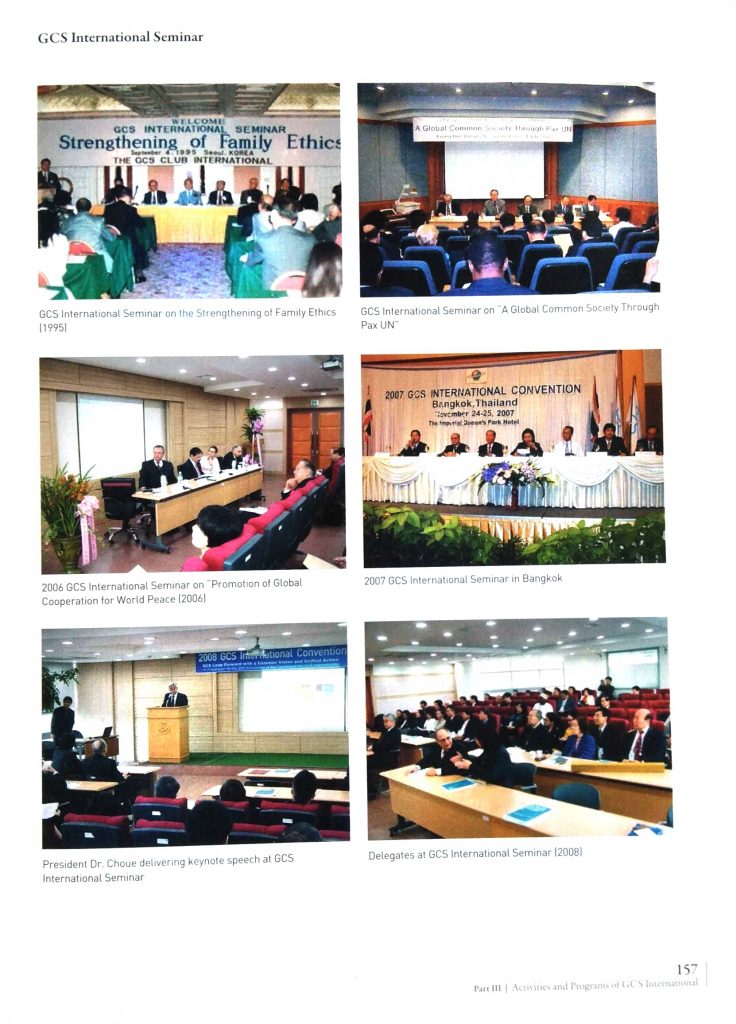 GCS International Seminar
WELCOME
GCS INTERNATIONAL SEMINAR
Strengthening of Family Ethics
September 4, 1995 Seoul, KOREA
THE GCS CLUB INTERNATIONAL
A Global Common Society Through Pax UN
GCS International Seminar on the Strengthening of Family Ethics
(1995)
GCS International Seminar on "A Global Common Society Through
Pax UN"
2007 GCS INTERNATIONAL CONVENTION
Bangkok, Thailand
November 24-25, 2007
The Imperial Queen's Park Hotel
2006 GCS International Seminar on "Promotion of Global
Cooperation for World Peace (2006)
2007 GCS International Seminar in Bangkok
2008 GCS International Convention
GCS Leap Forward with a Common Vision and Unified Action
President Dr. Choue delivering keynote speech at GCS
International Seminar
Delegates at GCS International Seminar (2008)
157
Part III | Activities and Programs of GCS International